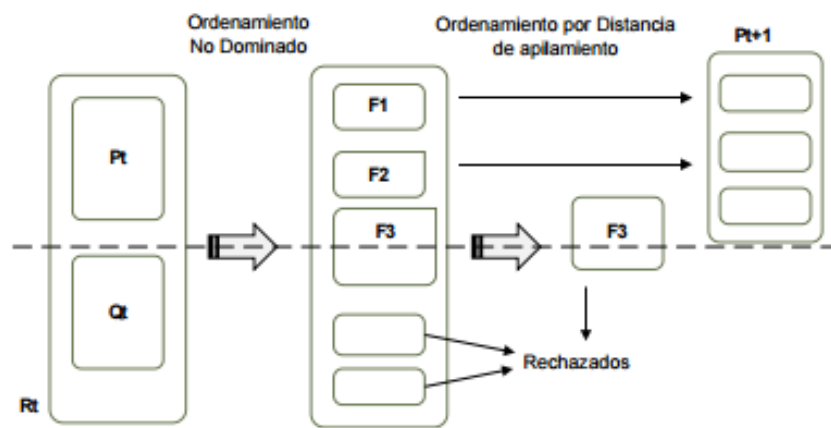 Ordenamiento
No Dominado
Ordenamiento por Distancia
de apilamiento
Pt+1
Pt
Qt
Rt
F1
F2
F3
F3
Rechazados